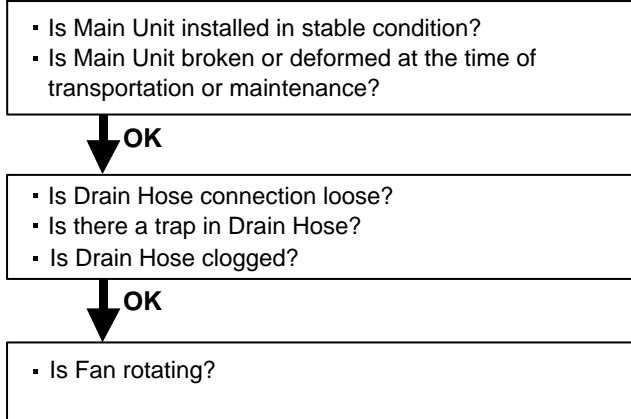 ▪ Is Main Unit installed in stable condition?
▪ Is Main Unit broken or deformed at the time of
transportation or maintenance?
OK
▪ Is Drain Hose connection loose?
▪ Is there a trap in Drain Hose?
▪ Is Drain Hose clogged?
OK
▪ Is Fan rotating?